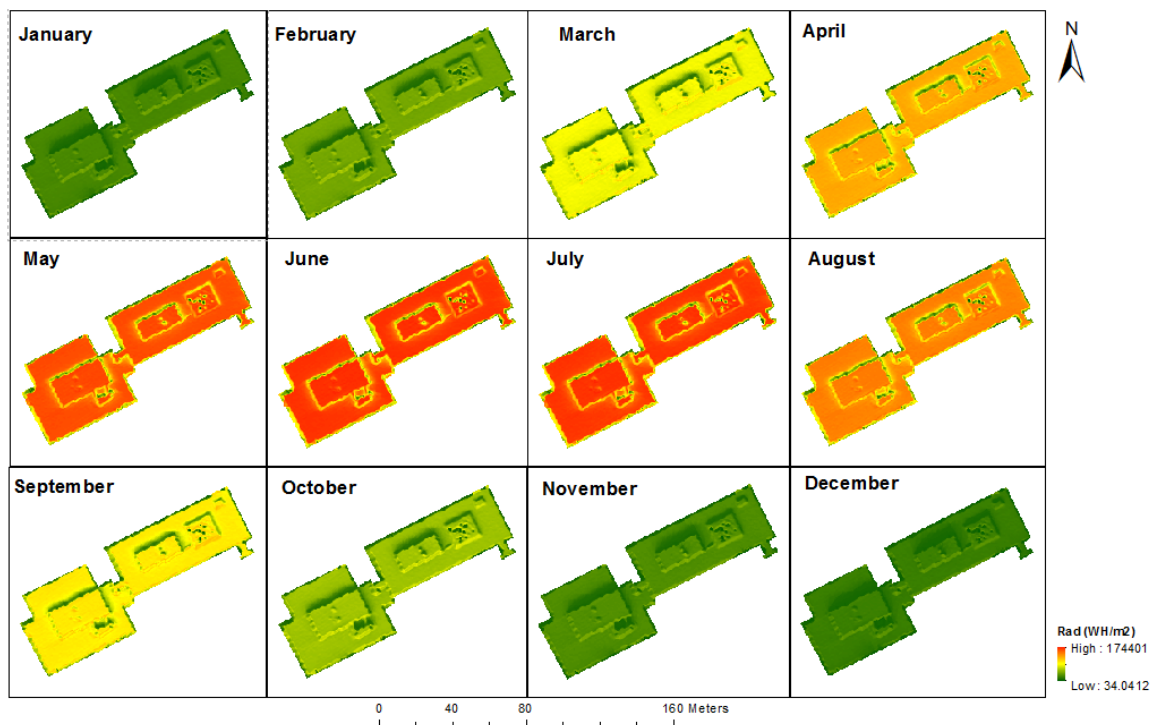 January
February
March
April
N
May
June
July
August
September
October
November
December
Rad (WH/m2)
High : 174401
Low : 34.0412
0 40 80 160 Meters